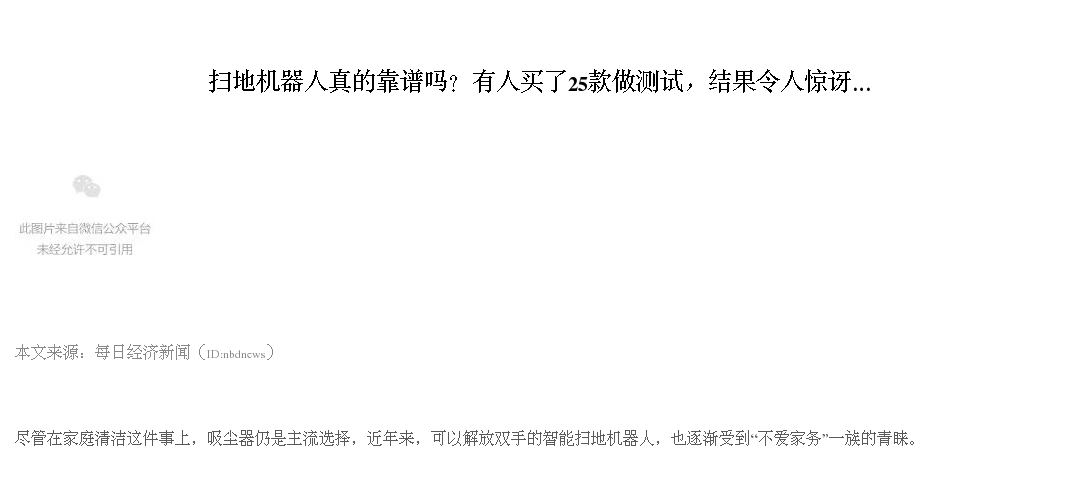 扫地机器人真的靠谱吗？有人买了25款做测试，结果令人惊讶...
此图片来自微信公众平台
未经允许不可引用
本文来源：每日经济新闻（ID:nbdnews）
尽管在家庭清洁这件事上，吸尘器仍是主流选择，近年来，可以解放双手的智能扫地机器人，也逐渐受到“不爱家务”一族的青睐。